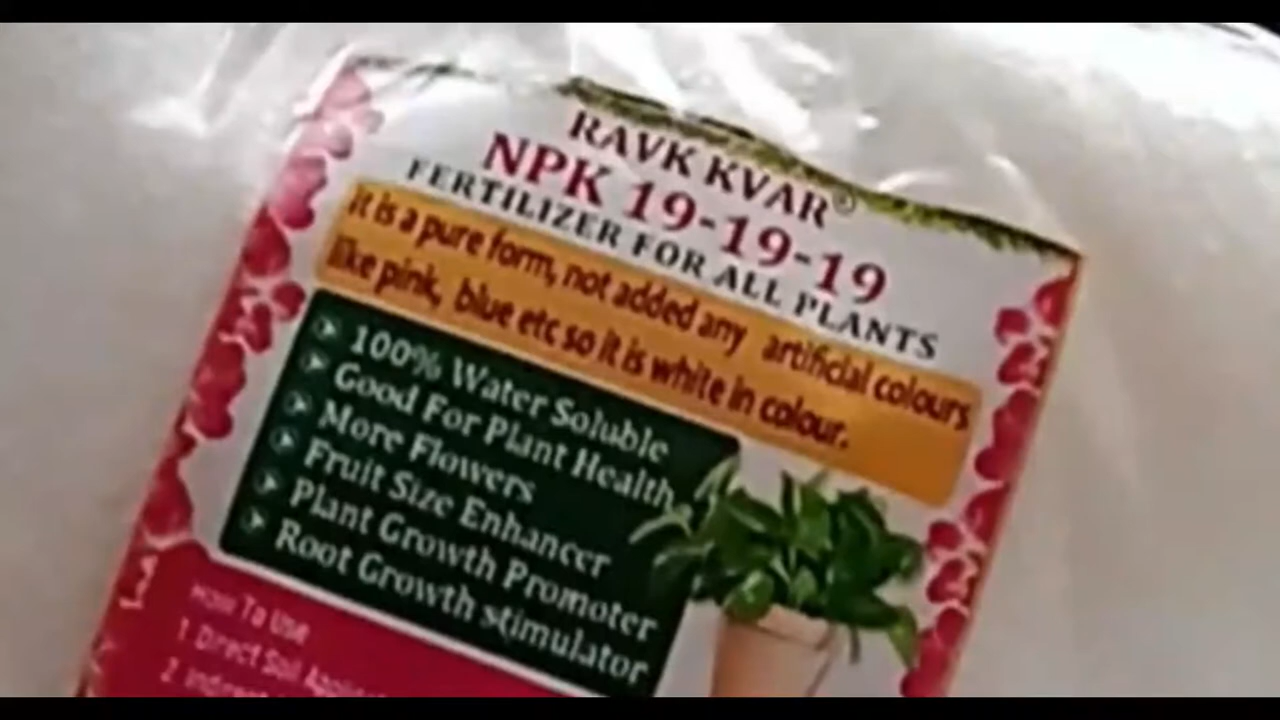 RAVK KVAR®
NPK 19-19-19
FERTILIZER FOR ALL PLANTS
It is a pure form, not added any artificial colours
like pink, blue etc so it is white in colour.
100% Water Soluble
Good For Plant Health
More Flowers
Fruit Size Enhancer
Plant Growth Promoter
Root Growth stimulator
How To Use
1 Direct Soil
2